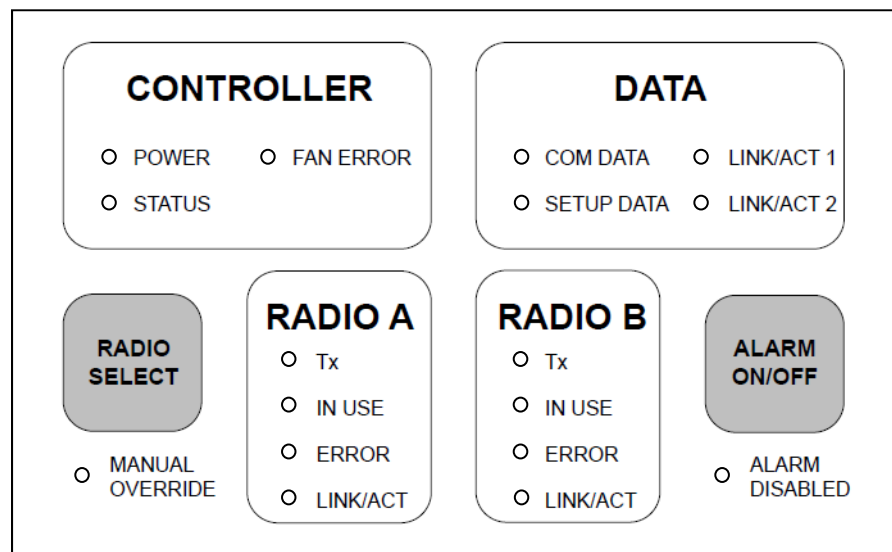 CONTROLLER
POWER
FAN ERROR
STATUS
DATA
COM DATA
LINK/ACT 1
SETUP DATA
LINK/ACT 2
RADIO
SELECT
MANUAL
OVERRIDE
RADIO A
Tx
IN USE
ERROR
LINK/ACT
RADIO B
Tx
IN USE
ERROR
LINK/ACT
ALARM
ON/OFF
ALARM
DISABLED